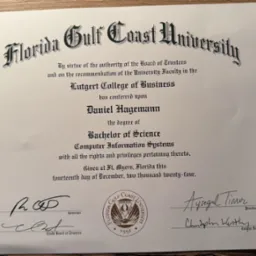 Florida Gulf Coast University
By virtue of the authority of the Board of Trustees
and on the recommendation of the University Faculty in the
Lutgert College of Business
has conferred upon
Daniel Hagemann
the degree of
Bachelor of Science
Computer Information Systems
with all the rights and privileges pertaining thereto.
Given at Ft. Myers, Florida this
fourteenth day of December, two thousand twenty-four.